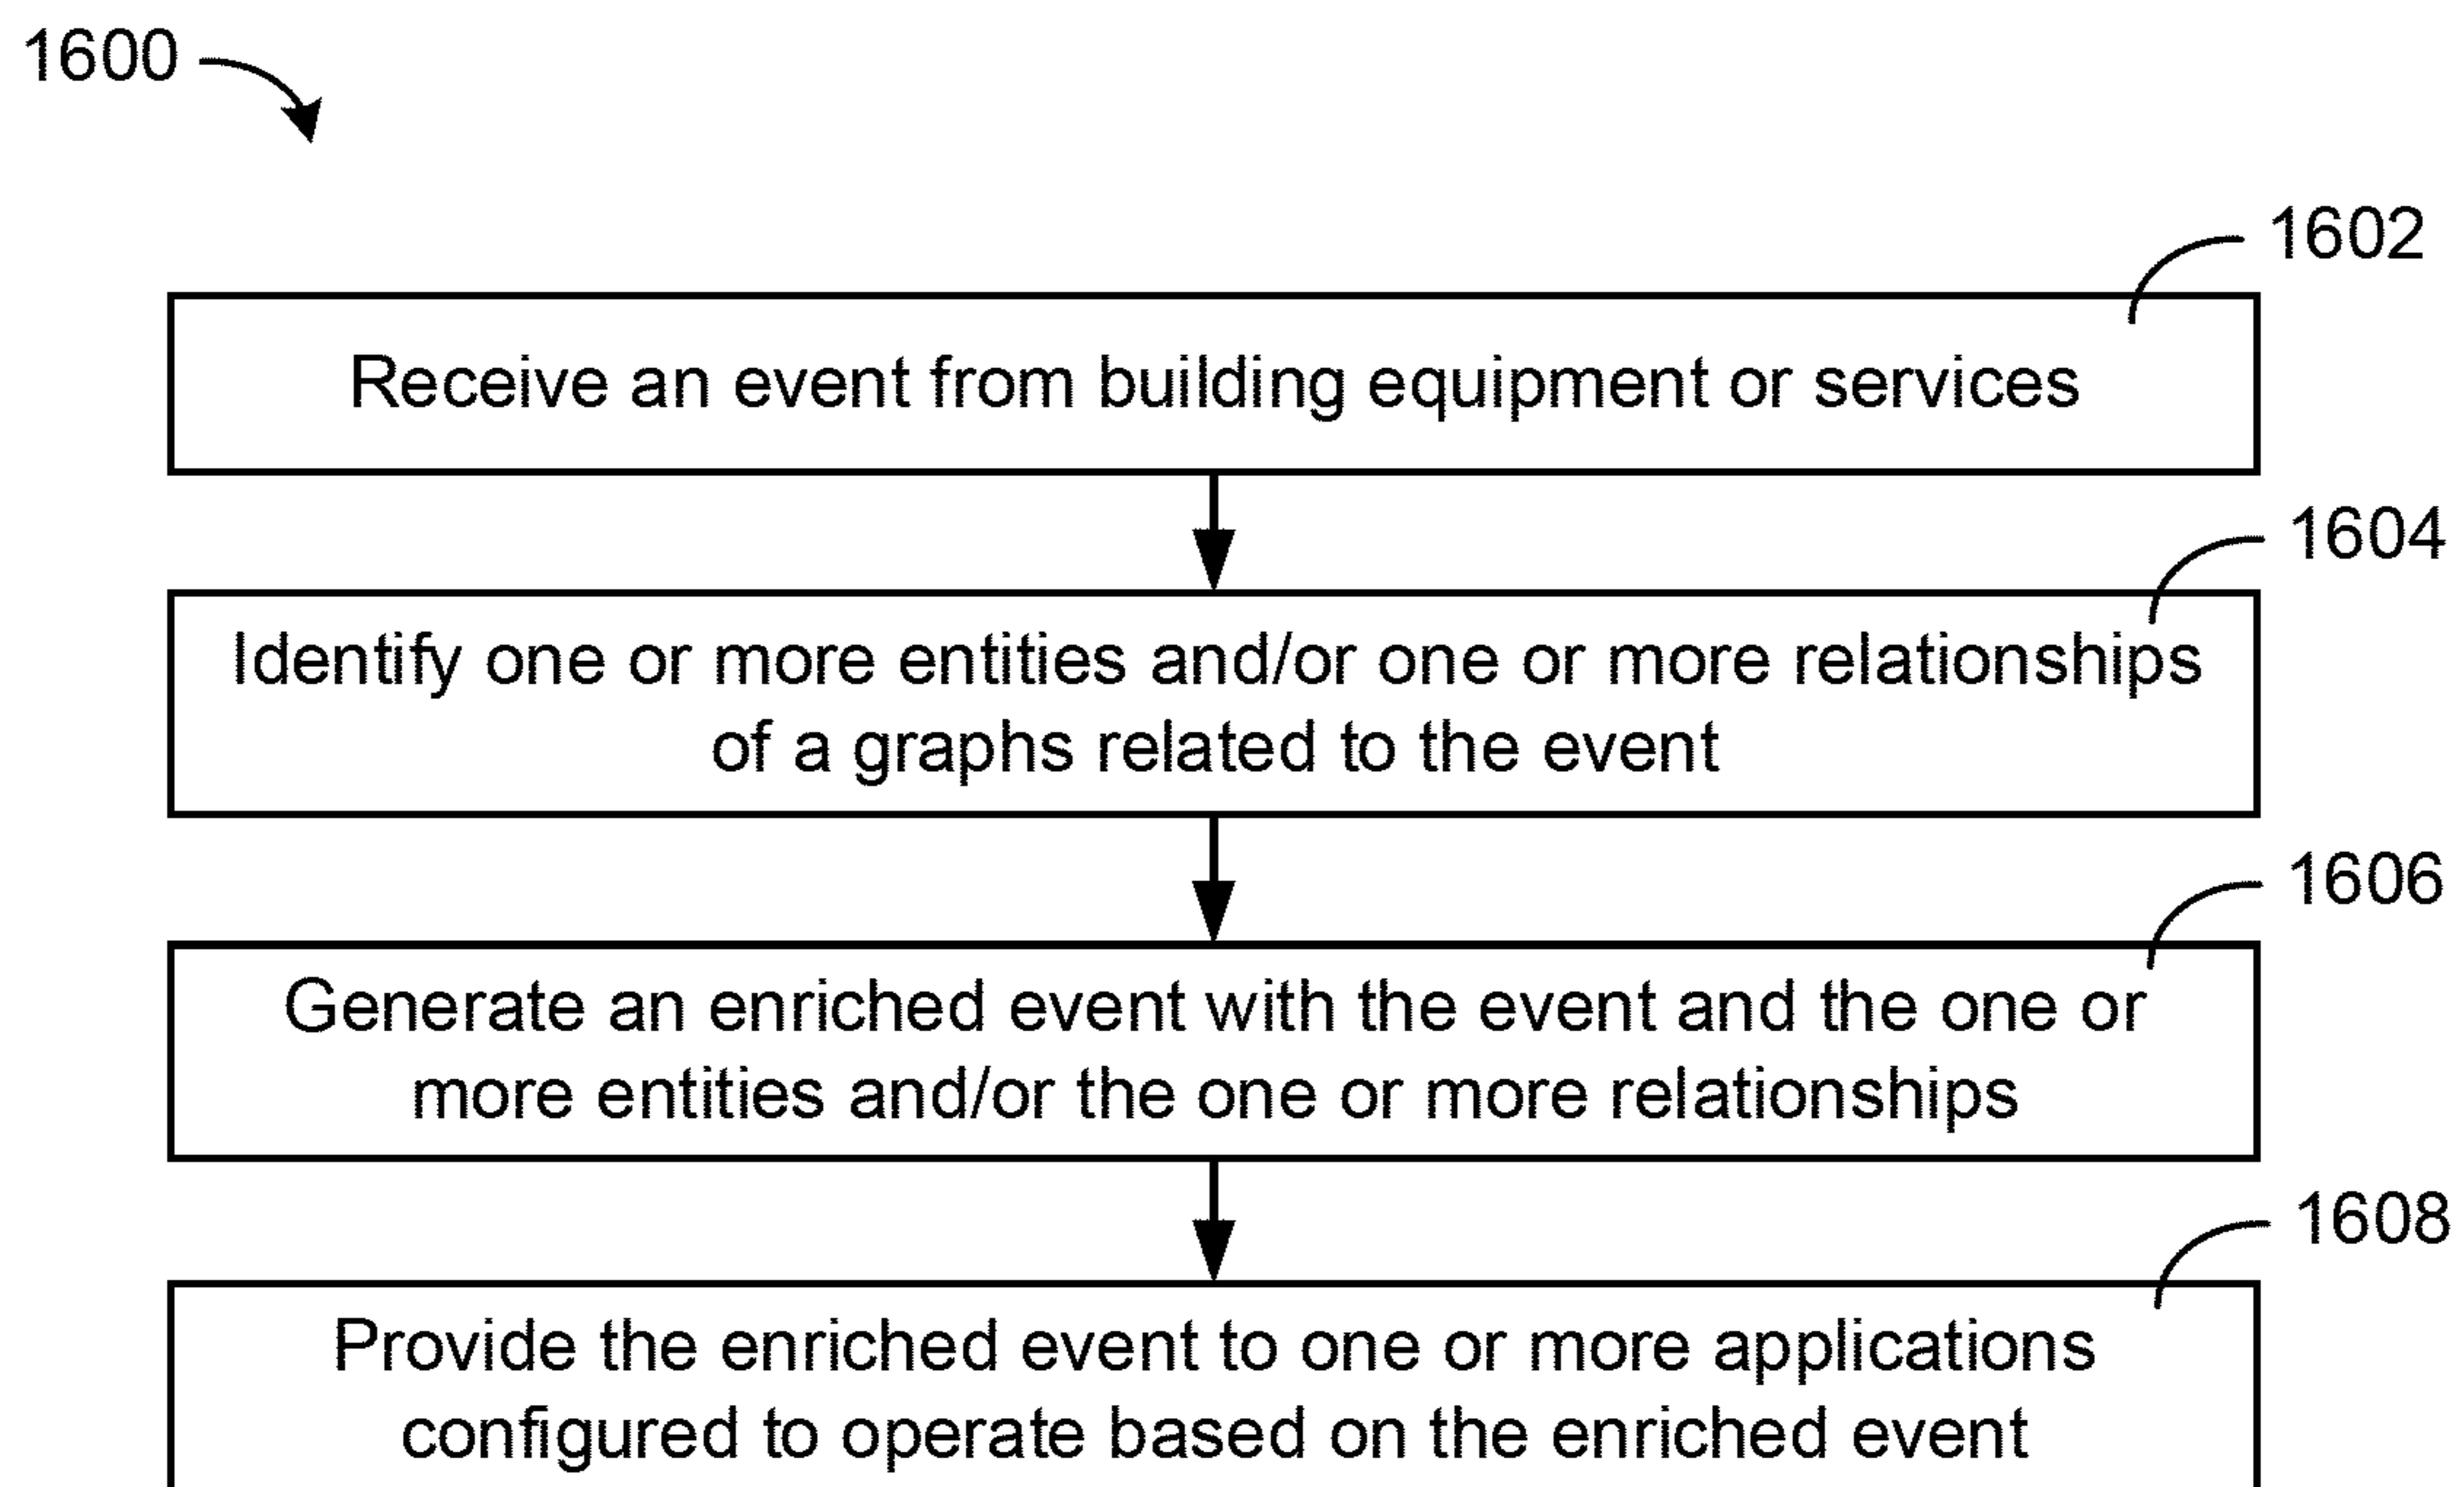 1600
1602
Receive an event from building equipment or services
1604
Identify one or more entities and/or one or more relationships
of a graphs related to the event
1606
Generate an enriched event with the event and the one or
more entities and/or the one or more relationships
1608
Provide the enriched event to one or more applications
configured to operate based on the enriched event